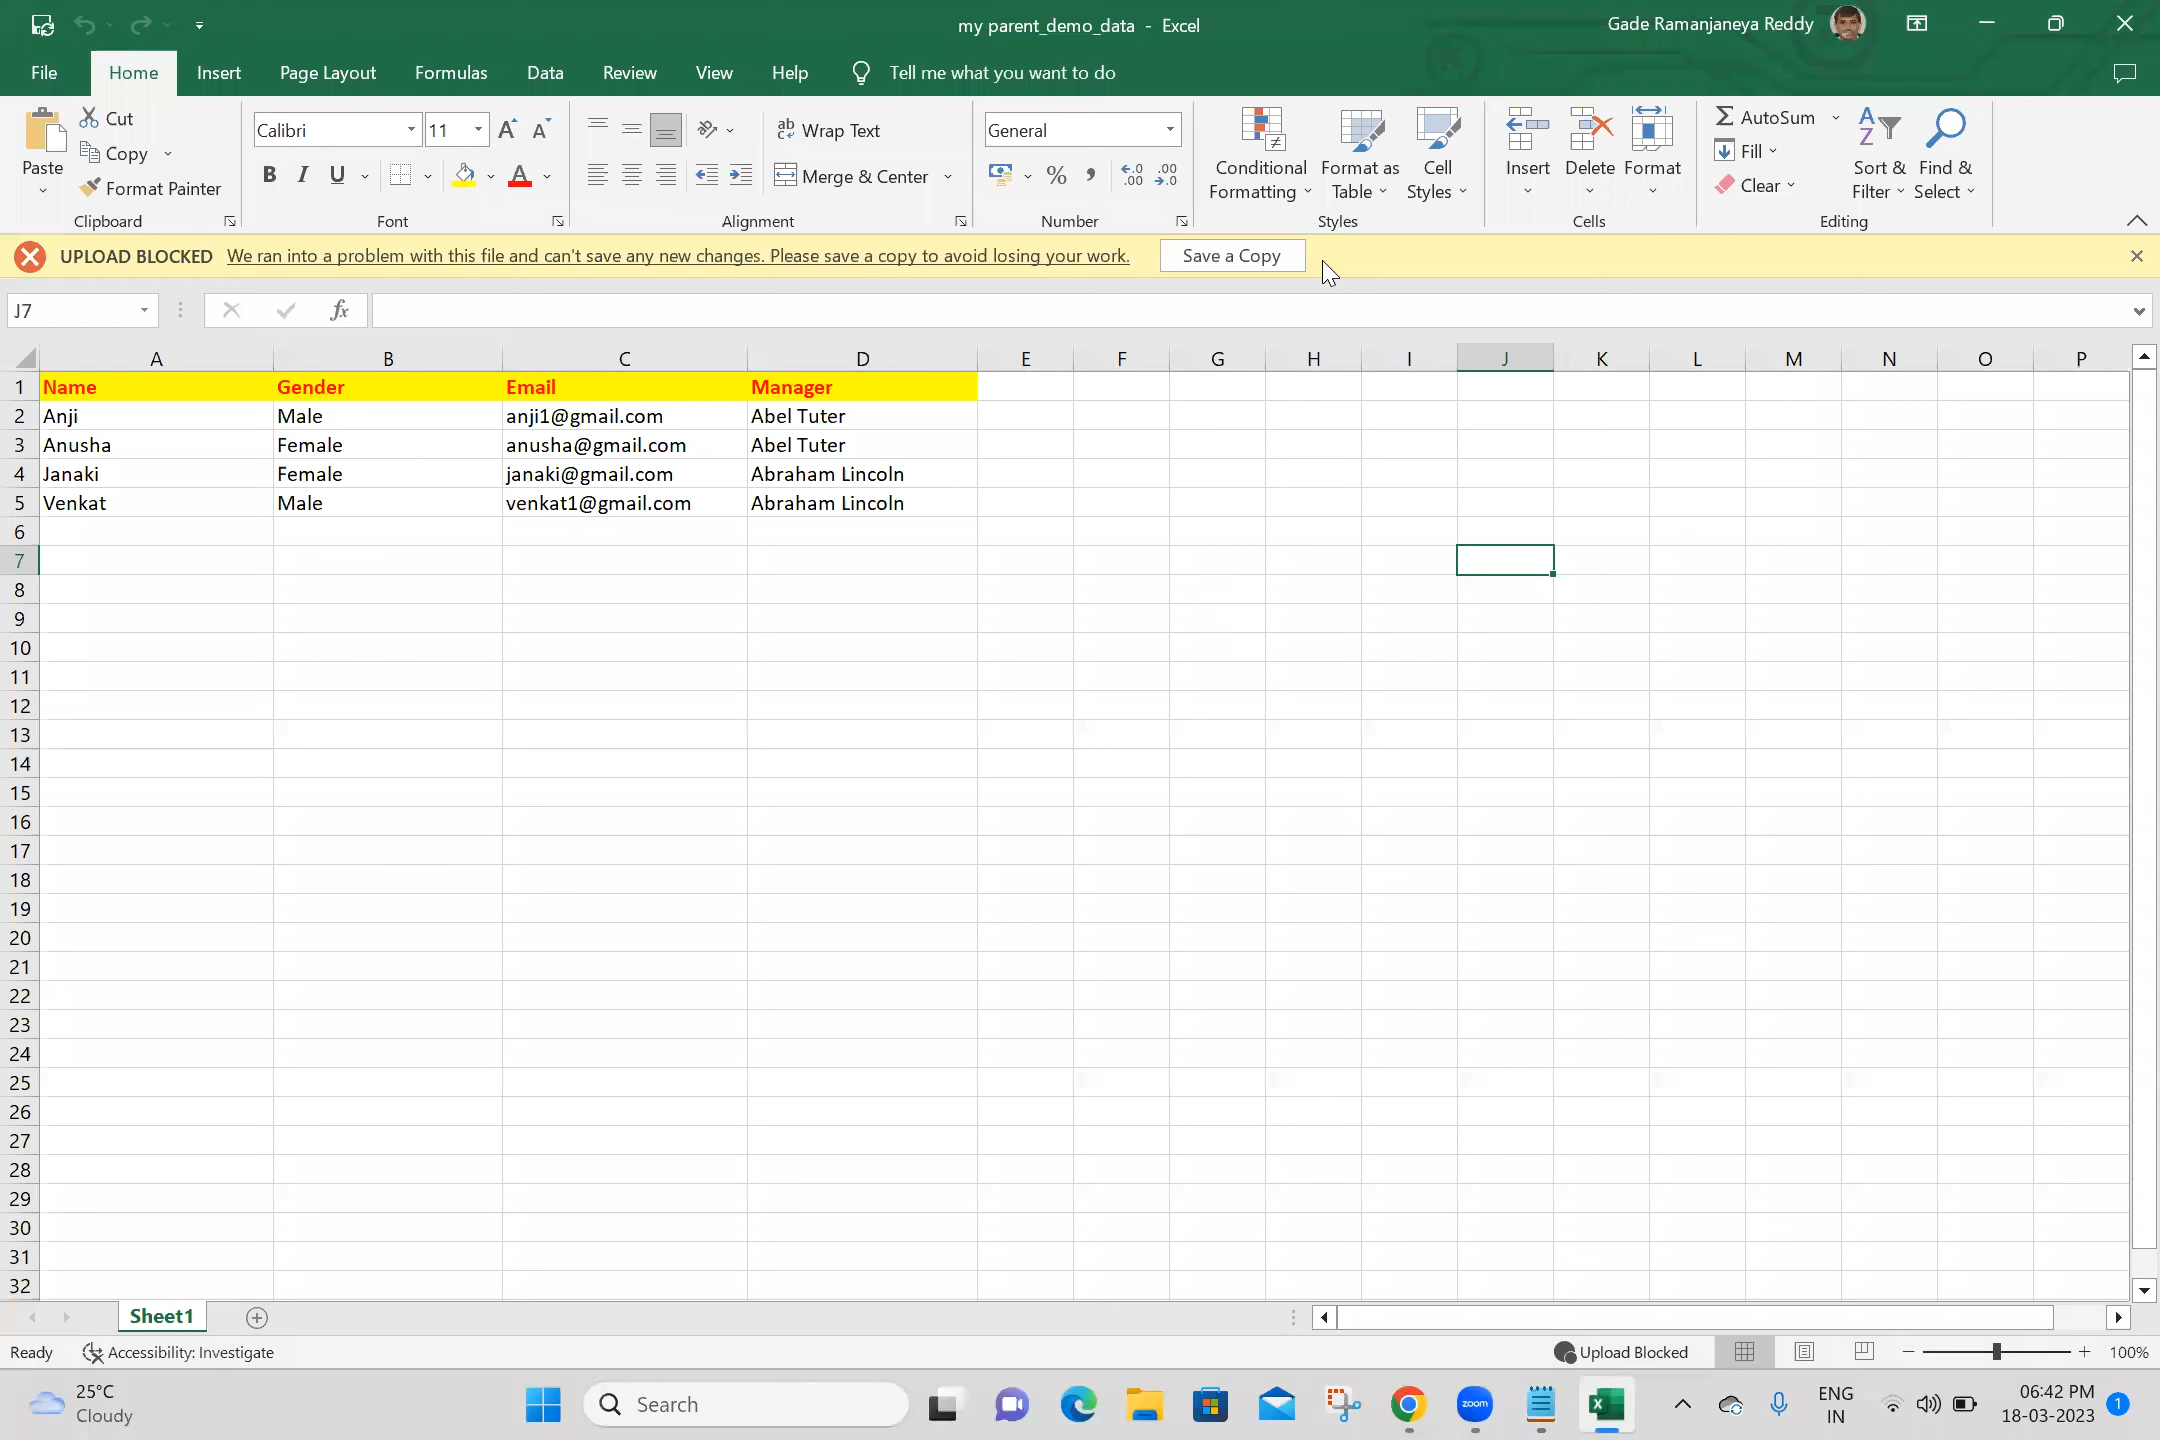 my parent_demo_data - Excel
Gade Ramanjaneya Reddy
File Home Insert Page Layout Formulas Data Review View Help Tell me what you want to do
Paste
Cut
Copy
Format Painter
Clipboard
Calibri 11
B I U A
Font
Wrap Text
Merge & Center
Alignment
General
Number
Conditional Formatting
Format as Table
Cell Styles
Styles
Insert Delete Format
Cells
AutoSum
Fill
Clear
Sort & Filter
Find & Select
Editing
UPLOAD BLOCKED We ran into a problem with this file and can't save any new changes. Please save a copy to avoid losing your work. Save a Copy
J7 fx
A B C D E F G H I J K L M N O P
1 Name Gender Email Manager
2 Anji Male anji1@gmail.com Abel Tuter
3 Anusha Female anusha@gmail.com Abel Tuter
4 Janaki Female janaki@gmail.com Abraham Lincoln
5 Venkat Male venkat1@gmail.com Abraham Lincoln
6
7
8
9
10
11
12
13
14
15
16
17
18
19
20
21
22
23
24
25
26
27
28
29
30
31
32
Sheet1
Ready Accessibility: Investigate Upload Blocked 100%
25°C
Cloudy
Search
zoom
ENG
IN
06:42 PM
18-03-2023
1